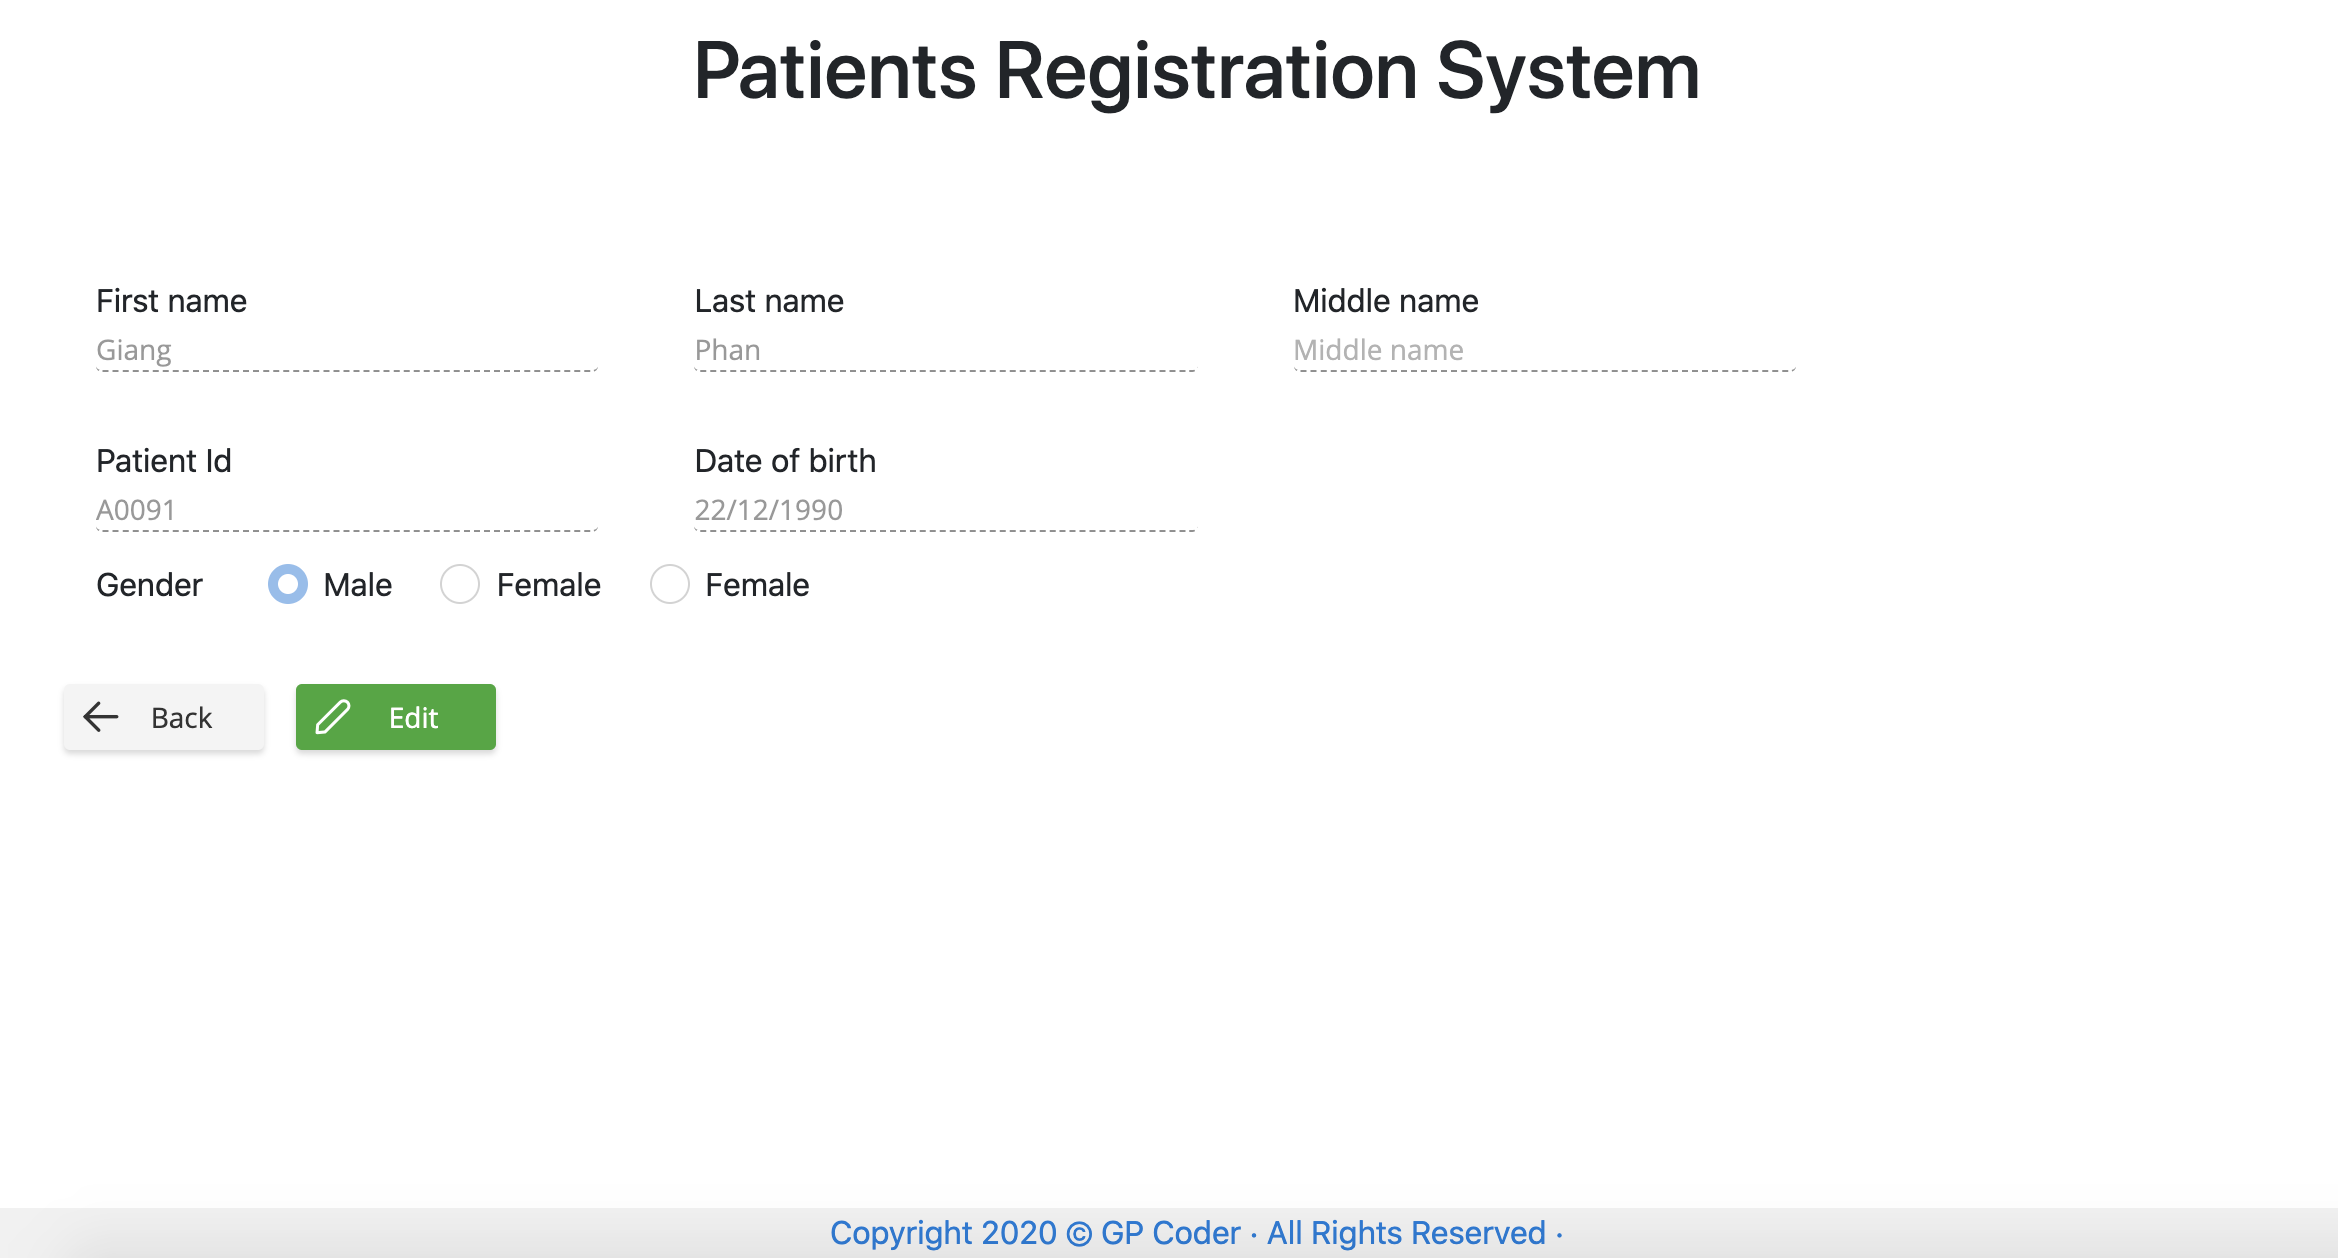 Patients Registration System
First name Last name Middle name
Giang Phan Middle name
Patient Id Date of birth
A0091 22/12/1990
Gender Male Female Female
Back Edit
Copyright 2020 © GP Coder · All Rights Reserved ·